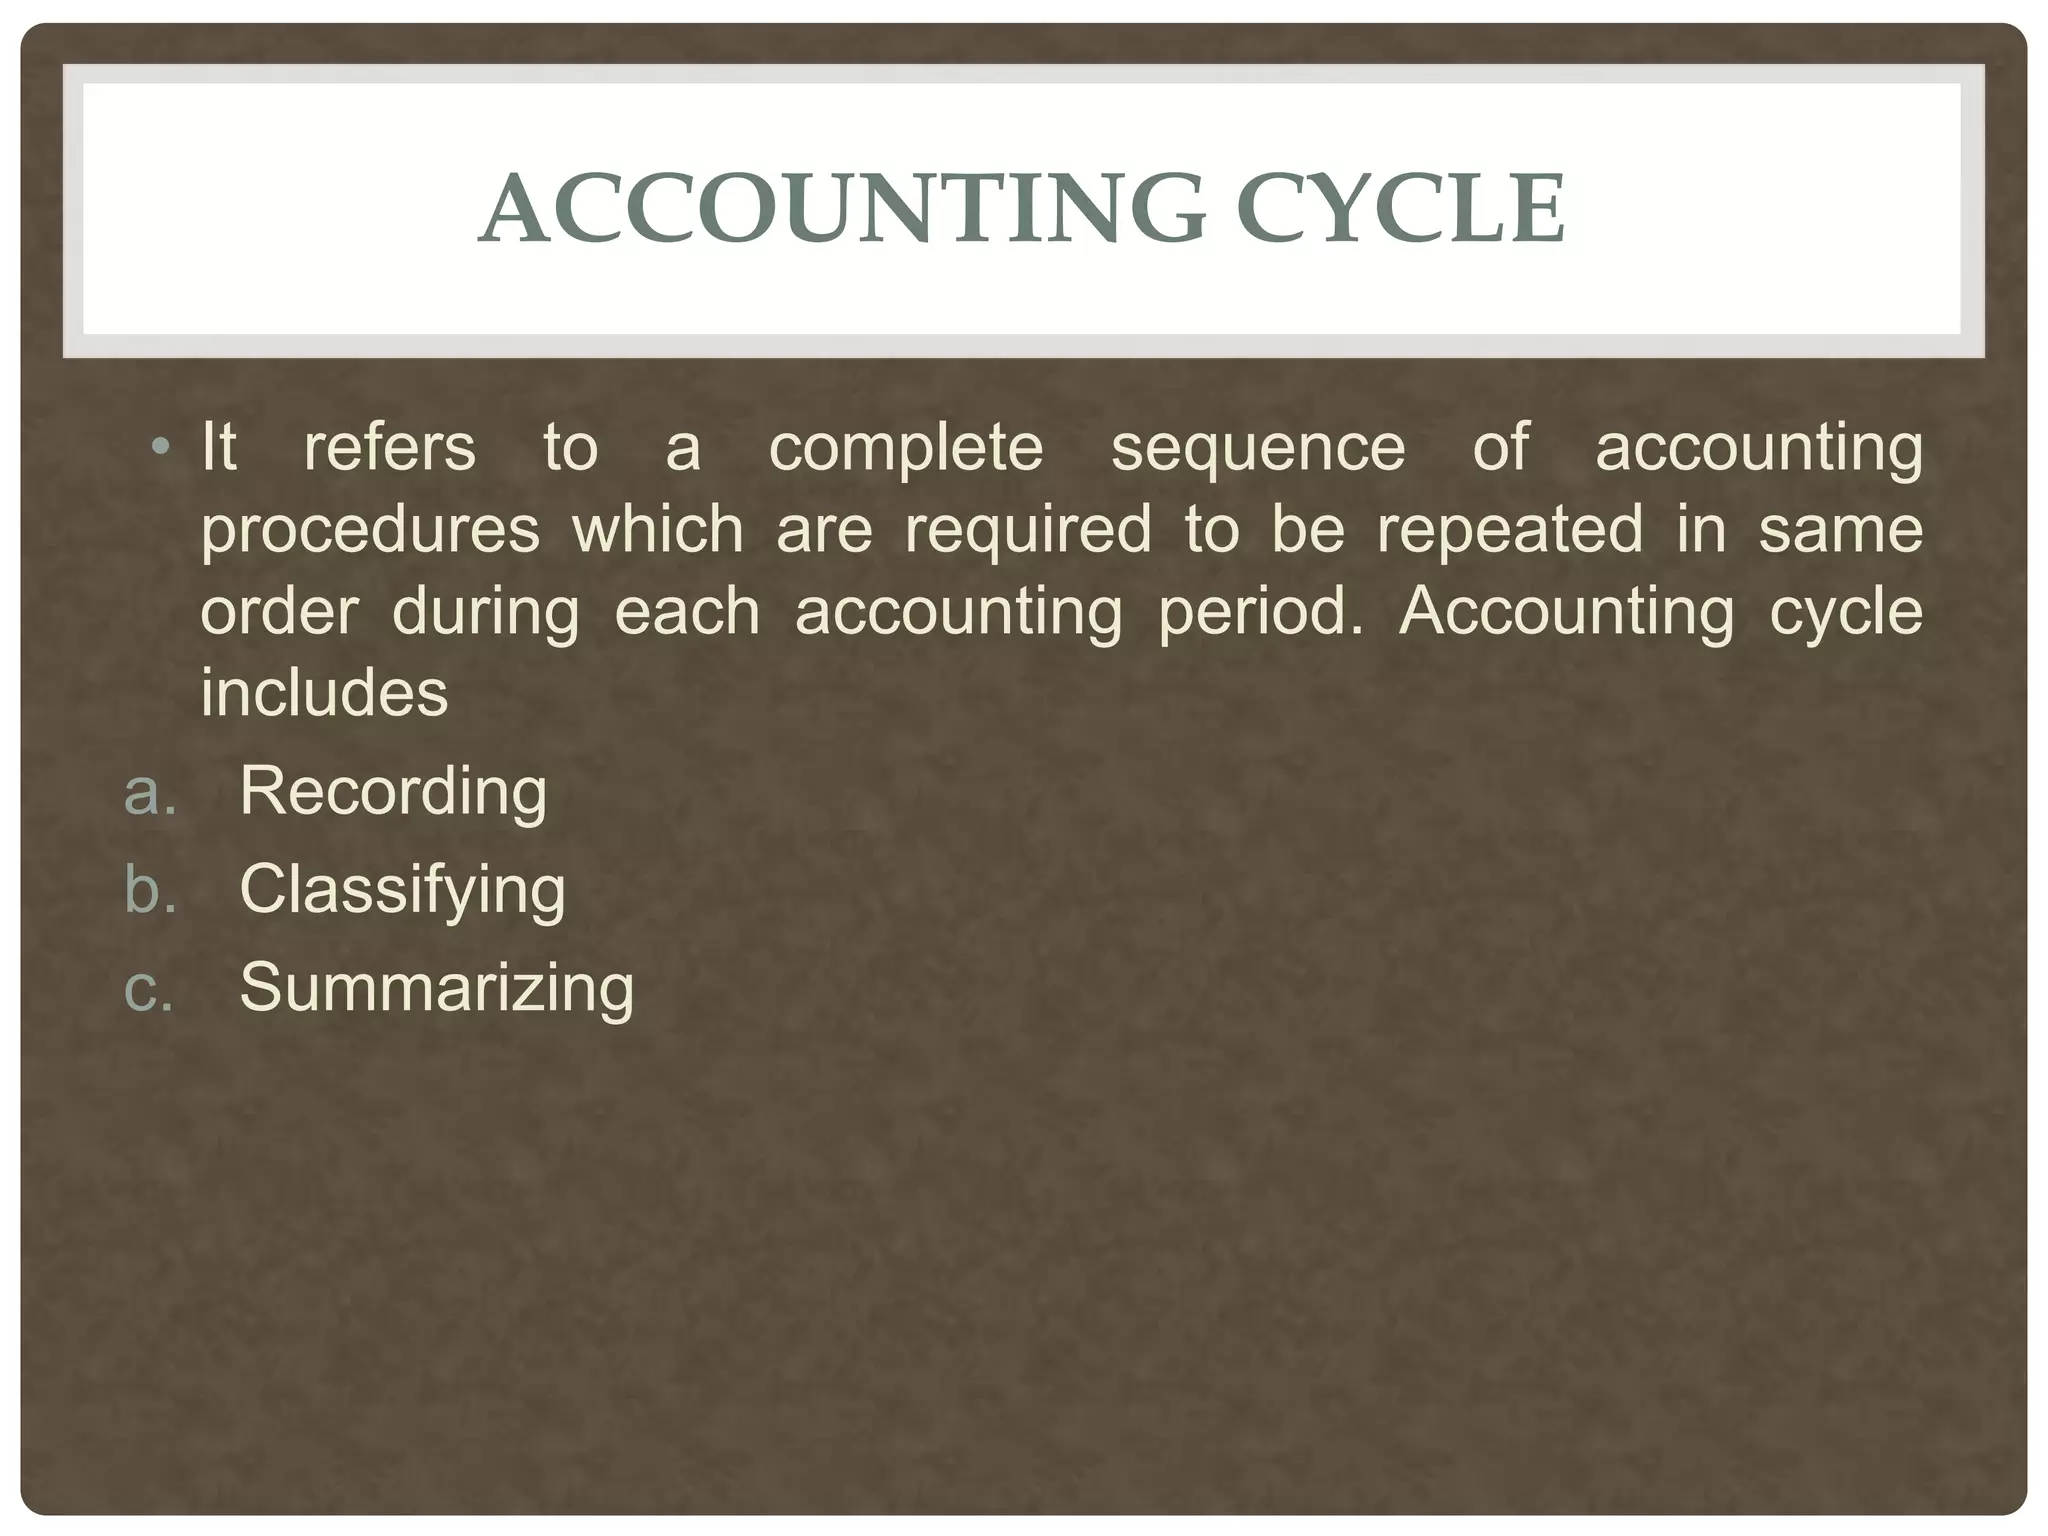 ACCOUNTING CYCLE
• It refers to a complete sequence of accounting
procedures which are required to be repeated in same
order during each accounting period. Accounting cycle
includes
a. Recording
b. Classifying
c. Summarizing